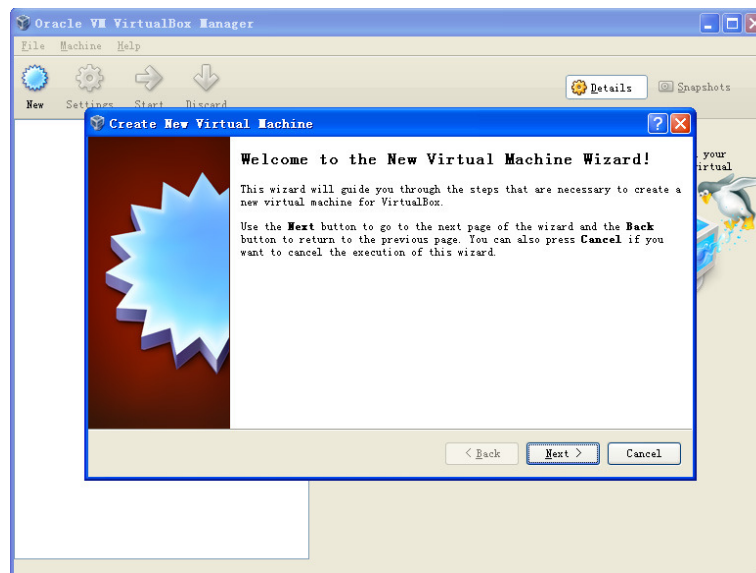 Oracle VM VirtualBox Manager
File Machine Help
New Settings Start Discard
Details Snapshots
your
irtual
Create New Virtual Machine
Welcome to the New Virtual Machine Wizard!
This wizard will guide you through the steps that are necessary to create a
new virtual machine for VirtualBox.
Use the Next button to go to the next page of the wizard and the Back
button to return to the previous page. You can also press Cancel if you
want to cancel the execution of this wizard.
< Back Next > Cancel